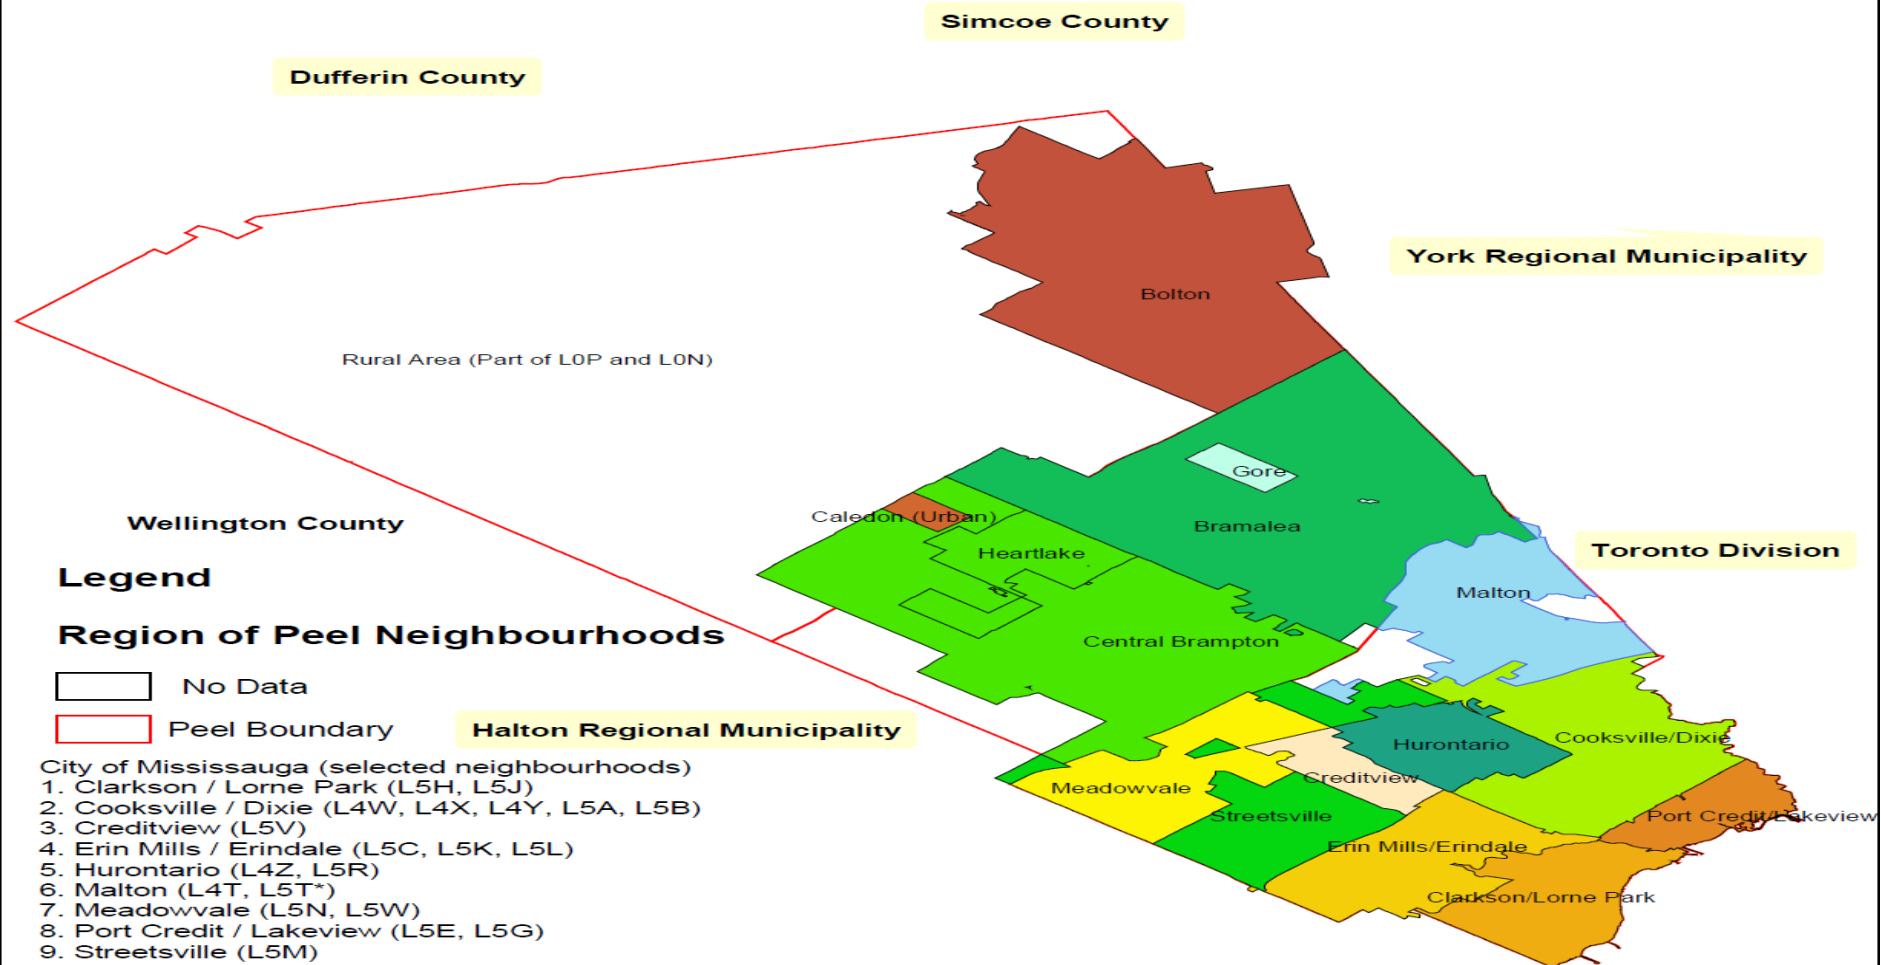 Simcoe County
Dufferin County
York Regional Municipality
Bolton
Rural Area (Part of L0P and L0N)
Gore
Caledon (Urban)
Wellington County
Bramalea
Heartlake
Toronto Division
Legend
Malton
Region of Peel Neighbourhoods
Central Brampton
No Data
Peel Boundary
Halton Regional Municipality
Hurontario
Cooksville/Dixie
Creditview
Meadowvale
Streetsville
Port Credit/Lakeview
Erin Mills/Erindale
Clarkson/Lorne Park
City of Mississauga (selected neighbourhoods)
1. Clarkson / Lorne Park (L5H, L5J)
2. Cooksville / Dixie (L4W, L4X, L4Y, L5A, L5B)
3. Creditview (L5V)
4. Erin Mills / Erindale (L5C, L5K, L5L)
5. Hurontario (L4Z, L5R)
6. Malton (L4T, L5T*)
7. Meadowvale (L5N, L5W)
8. Port Credit / Lakeview (L5E, L5G)
9. Streetsville (L5M)